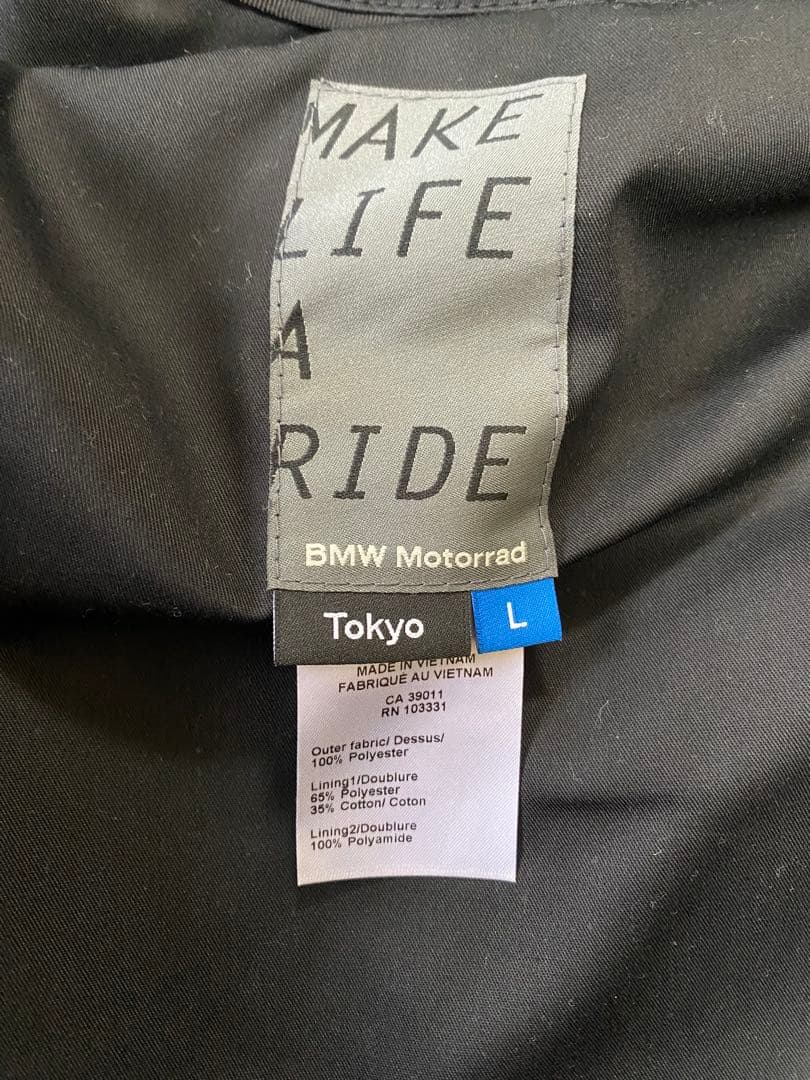 MAKE
LIFE
A
RIDE
BMW Motorrad
Tokyo
L
MADE IN VIETNAM
FABRIQUÉ AU VIETNAM
CA 39011
RN 103331
Outer fabric/ Dessus/
100% Polyester
Lining1/Doublure
65% Polyester
35% Cotton/ Coton
Lining2/Doublure
100% Polyamide